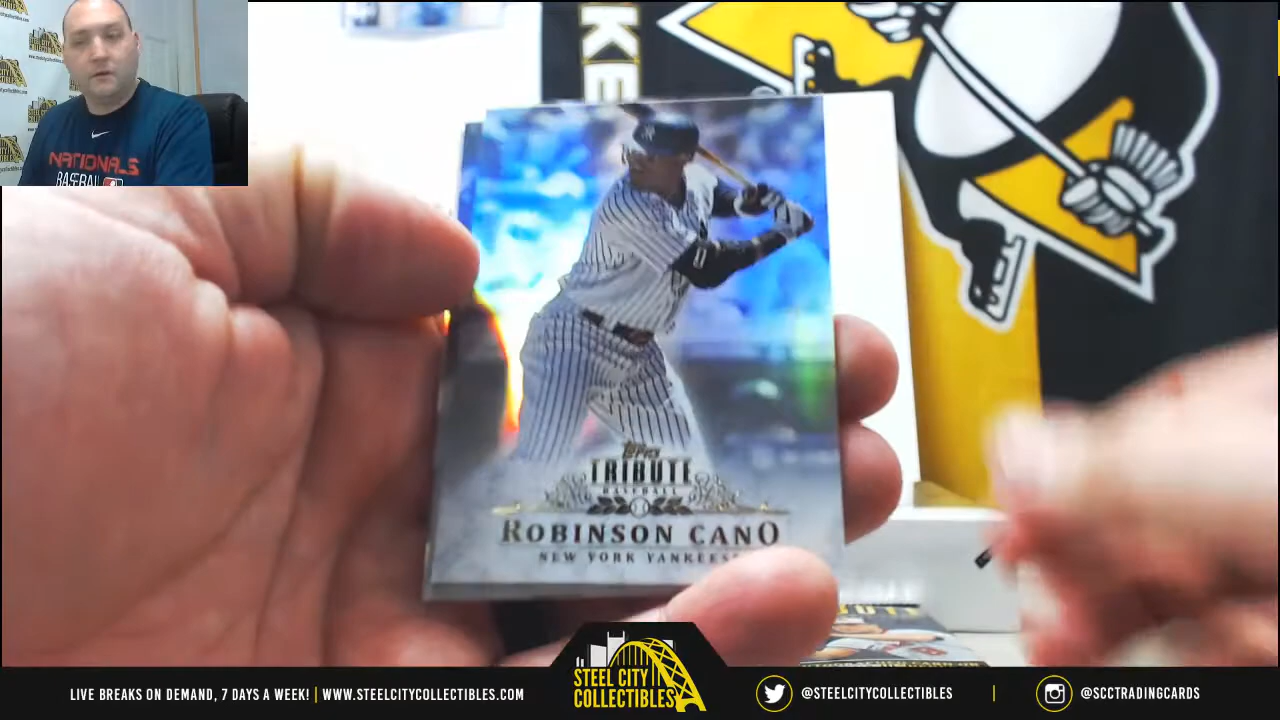 NATIONALS
BASEBALL
KE
Topps
TRIBUTE
BASEBALL
ROBINSON CANO
NEW YORK YANKEES
STEEL CITY
COLLECTIBLES
LIVE BREAKS ON DEMAND, 7 DAYS A WEEK! | WWW.STEELCITYCOLLECTIBLES.COM
@STEELCITYCOLLECTIBLES | @SCCTRADINGCARDS